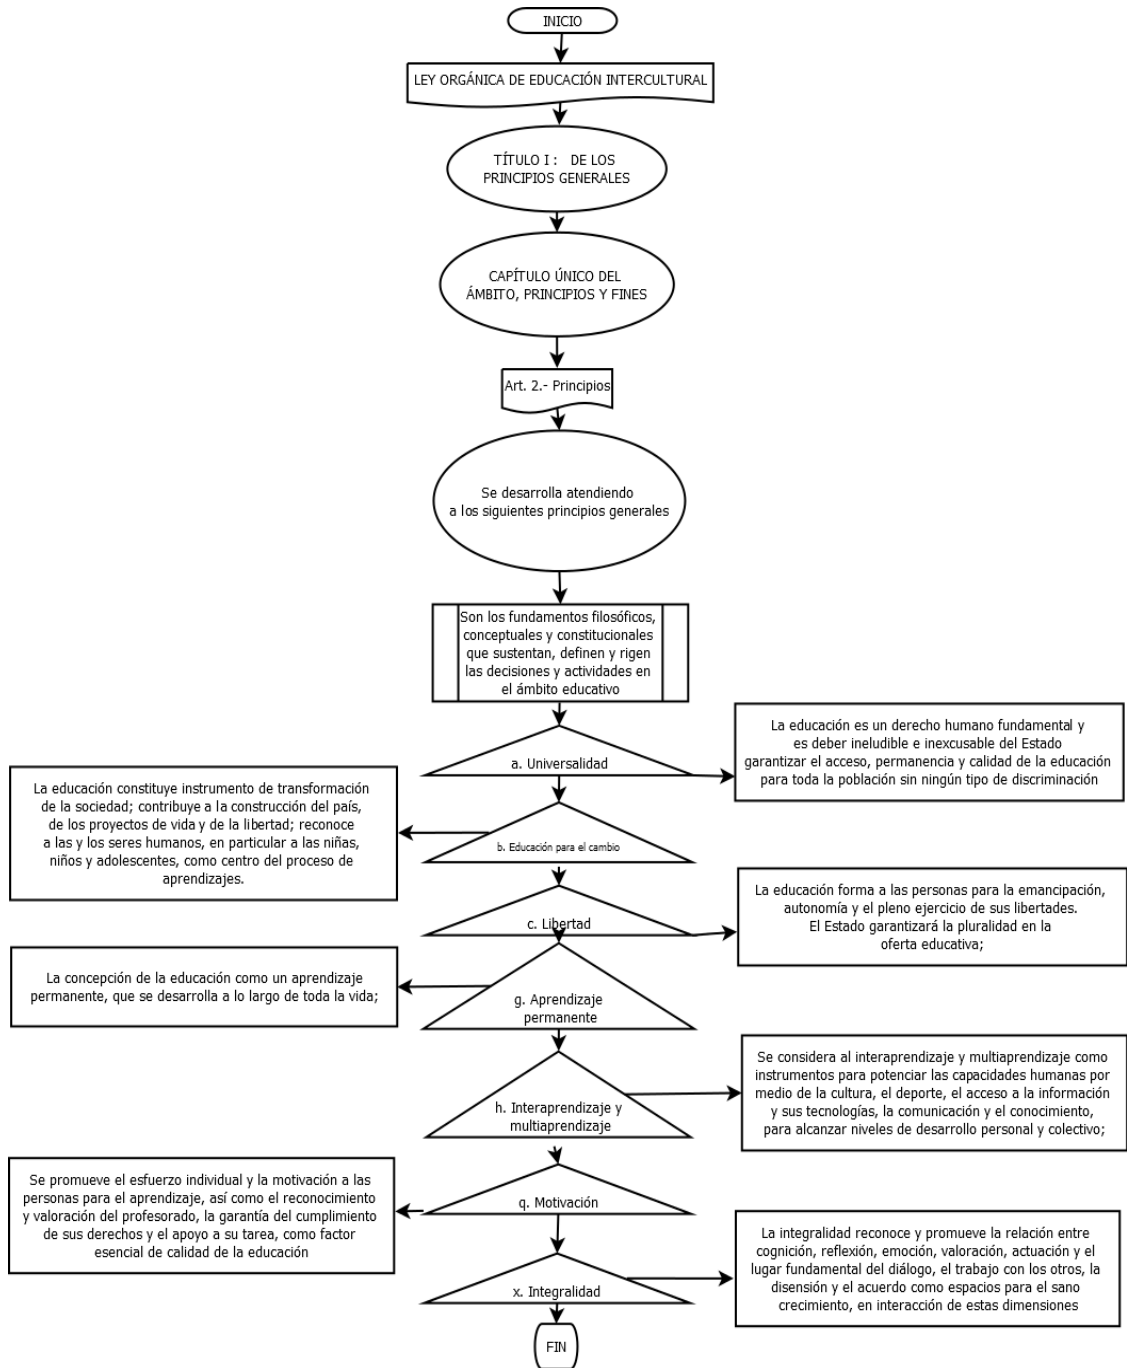 INICIO
LEY ORGÁNICA DE EDUCACIÓN INTERCULTURAL
TÍTULO I :   DE LOS
PRINCIPIOS GENERALES
CAPÍTULO ÚNICO DEL
ÁMBITO, PRINCIPIOS Y FINES
Art. 2.- Principios
Se desarrolla atendiendo
a los siguientes principios generales
Son los fundamentos filosóficos,
conceptuales y constitucionales
que sustentan, definen y rigen
las decisiones y actividades en
el ámbito educativo
a. Universalidad
La educación es un derecho humano fundamental y
es deber ineludible e inexcusable del Estado
garantizar el acceso, permanencia y calidad de la educación
para toda la población sin ningún tipo de discriminación
b. Educación para el cambio
La educación constituye instrumento de transformación
de la sociedad; contribuye a la construcción del país,
de los proyectos de vida y de la libertad; reconoce
a las y los seres humanos, en particular a las niñas,
niños y adolescentes, como centro del proceso de
aprendizajes.
c. Libertad
La educación forma a las personas para la emancipación,
autonomía y el pleno ejercicio de sus libertades.
El Estado garantizará la pluralidad en la
oferta educativa;
g. Aprendizaje
permanente
La concepción de la educación como un aprendizaje
permanente, que se desarrolla a lo largo de toda la vida;
h. Interaprendizaje y
multiaprendizaje
Se considera al interaprendizaje y multiaprendizaje como
instrumentos para potenciar las capacidades humanas por
medio de la cultura, el deporte, el acceso a la información
y sus tecnologías, la comunicación y el conocimiento,
para alcanzar niveles de desarrollo personal y colectivo;
q. Motivación
Se promueve el esfuerzo individual y la motivación a las
personas para el aprendizaje, así como el reconocimiento
y valoración del profesorado, la garantía del cumplimiento
de sus derechos y el apoyo a su tarea, como factor
esencial de calidad de la educación
x. Integralidad
La integralidad reconoce y promueve la relación entre
cognición, reflexión, emoción, valoración, actuación y el
lugar fundamental del diálogo, el trabajo con los otros, la
disensión y el acuerdo como espacios para el sano
crecimiento, en interacción de estas dimensiones
FIN